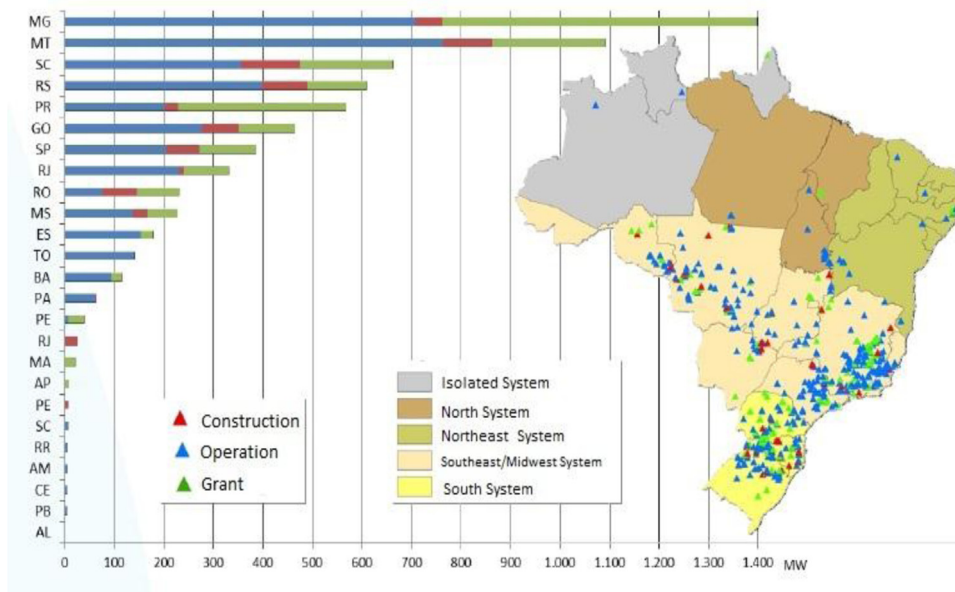 MG
MT
SC
RS
PR
GO
SP
RJ
RO
MS
ES
TO
BA
PA
PE
RJ
MA
AP
PE
SC
RR
AM
CE
PB
AL
Construction
Operation
Grant
Isolated System
North System
Northeast System
Southeast/Midwest System
South System
0 100 200 300 400 500 600 700 800 900 1.000 1.100 1.200 1.300 1.400 MW